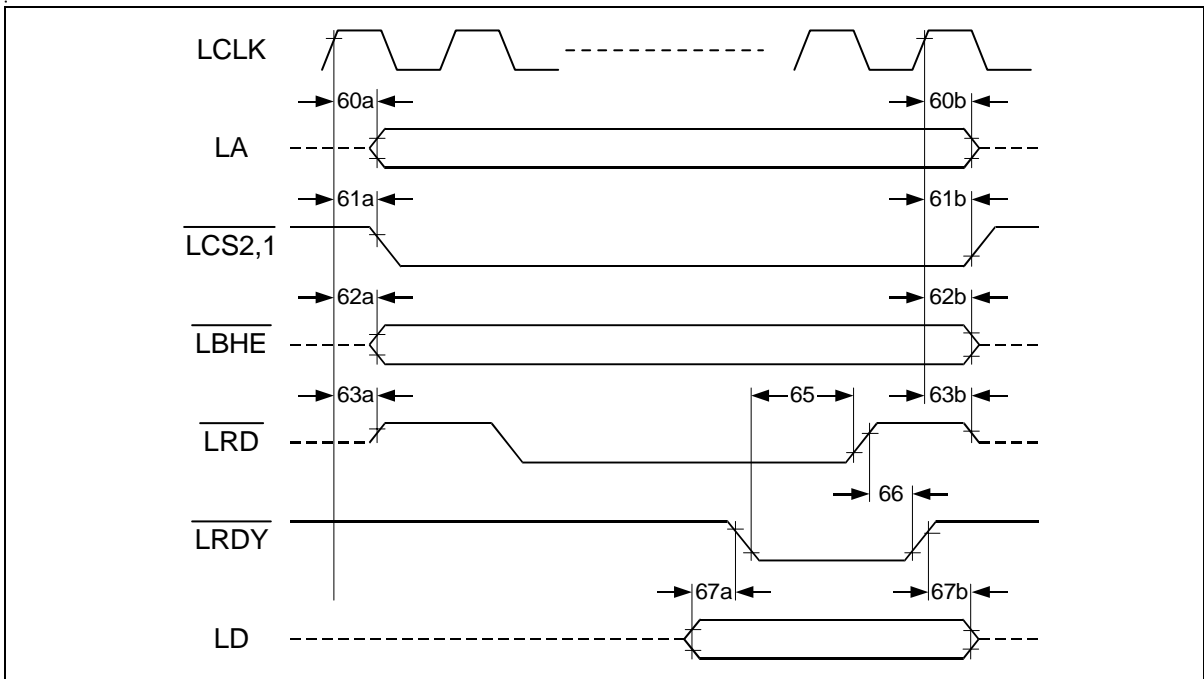 LCLK
60a 60b
LA
61a 61b
LCS2,1
62a 62b
LBHE
63a 65 63b
LRD
66
LRDY
67a 67b
LD